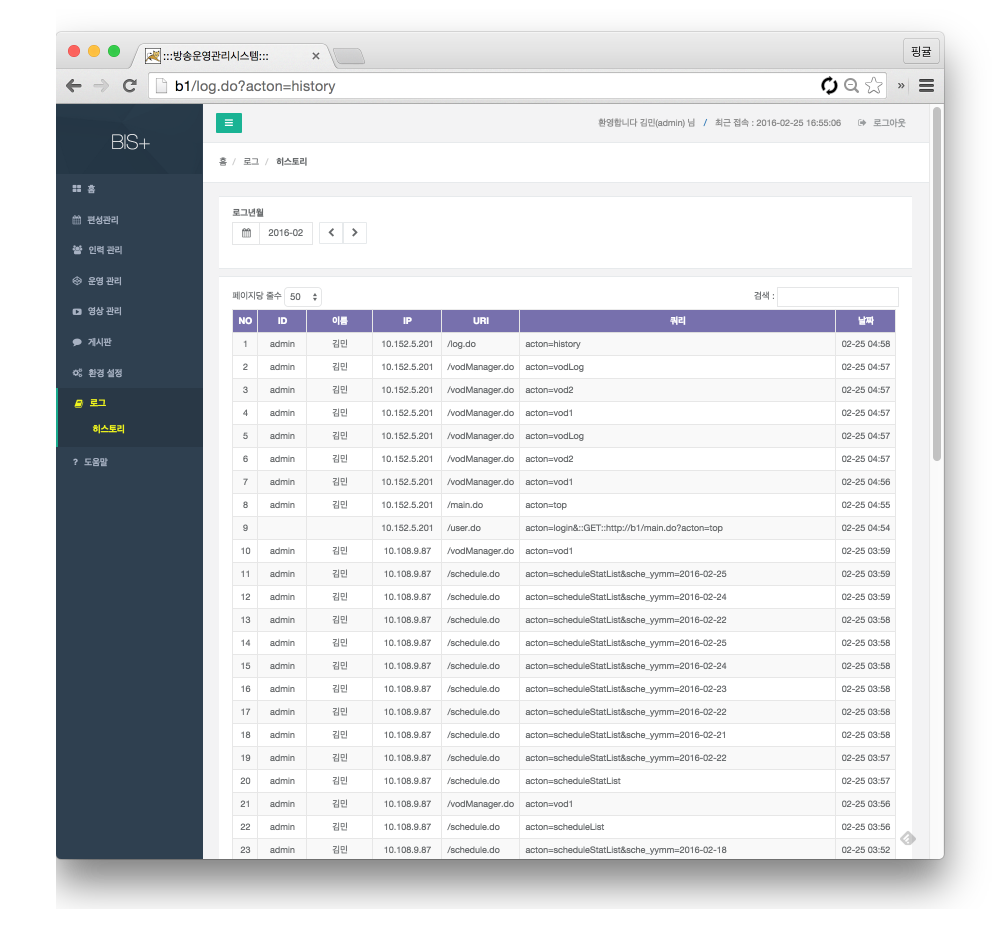 :::방송운영관리시스템:::
핑귤
b1/log.do?acton=history
BIS+
환영합니다 김민(admin) 님 / 최근 접속 : 2016-02-25 16:55:06 로그아웃
홈 / 로그 / 히스토리
홈
편성관리
인력 관리
운영 관리
영상 관리
게시판
환경 설정
로그
히스토리
? 도움말
로그년월
2016-02
페이지당 줄수 50 검색 :
NO ID 이름 IP URI 쿼리 날짜
1 admin 김민 10.152.5.201 /log.do acton=history 02-25 04:58
2 admin 김민 10.152.5.201 /vodManager.do acton=vodLog 02-25 04:57
3 admin 김민 10.152.5.201 /vodManager.do acton=vod2 02-25 04:57
4 admin 김민 10.152.5.201 /vodManager.do acton=vod1 02-25 04:57
5 admin 김민 10.152.5.201 /vodManager.do acton=vodLog 02-25 04:57
6 admin 김민 10.152.5.201 /vodManager.do acton=vod2 02-25 04:57
7 admin 김민 10.152.5.201 /vodManager.do acton=vod1 02-25 04:56
8 admin 김민 10.152.5.201 /main.do acton=top 02-25 04:55
9 10.152.5.201 /user.do acton=login&::GET::http://b1/main.do?acton=top 02-25 04:54
10 admin 김민 10.108.9.87 /vodManager.do acton=vod1 02-25 03:59
11 admin 김민 10.108.9.87 /schedule.do acton=scheduleStatList&sche_yymm=2016-02-25 02-25 03:59
12 admin 김민 10.108.9.87 /schedule.do acton=scheduleStatList&sche_yymm=2016-02-24 02-25 03:59
13 admin 김민 10.108.9.87 /schedule.do acton=scheduleStatList&sche_yymm=2016-02-22 02-25 03:58
14 admin 김민 10.108.9.87 /schedule.do acton=scheduleStatList&sche_yymm=2016-02-25 02-25 03:58
15 admin 김민 10.108.9.87 /schedule.do acton=scheduleStatList&sche_yymm=2016-02-24 02-25 03:58
16 admin 김민 10.108.9.87 /schedule.do acton=scheduleStatList&sche_yymm=2016-02-23 02-25 03:58
17 admin 김민 10.108.9.87 /schedule.do acton=scheduleStatList&sche_yymm=2016-02-22 02-25 03:58
18 admin 김민 10.108.9.87 /schedule.do acton=scheduleStatList&sche_yymm=2016-02-21 02-25 03:58
19 admin 김민 10.108.9.87 /schedule.do acton=scheduleStatList&sche_yymm=2016-02-22 02-25 03:57
20 admin 김민 10.108.9.87 /schedule.do acton=scheduleStatList 02-25 03:57
21 admin 김민 10.108.9.87 /vodManager.do acton=vod1 02-25 03:56
22 admin 김민 10.108.9.87 /schedule.do acton=scheduleList 02-25 03:56
23 admin 김민 10.108.9.87 /schedule.do acton=scheduleStatList&sche_yymm=2016-02-18 02-25 03:52